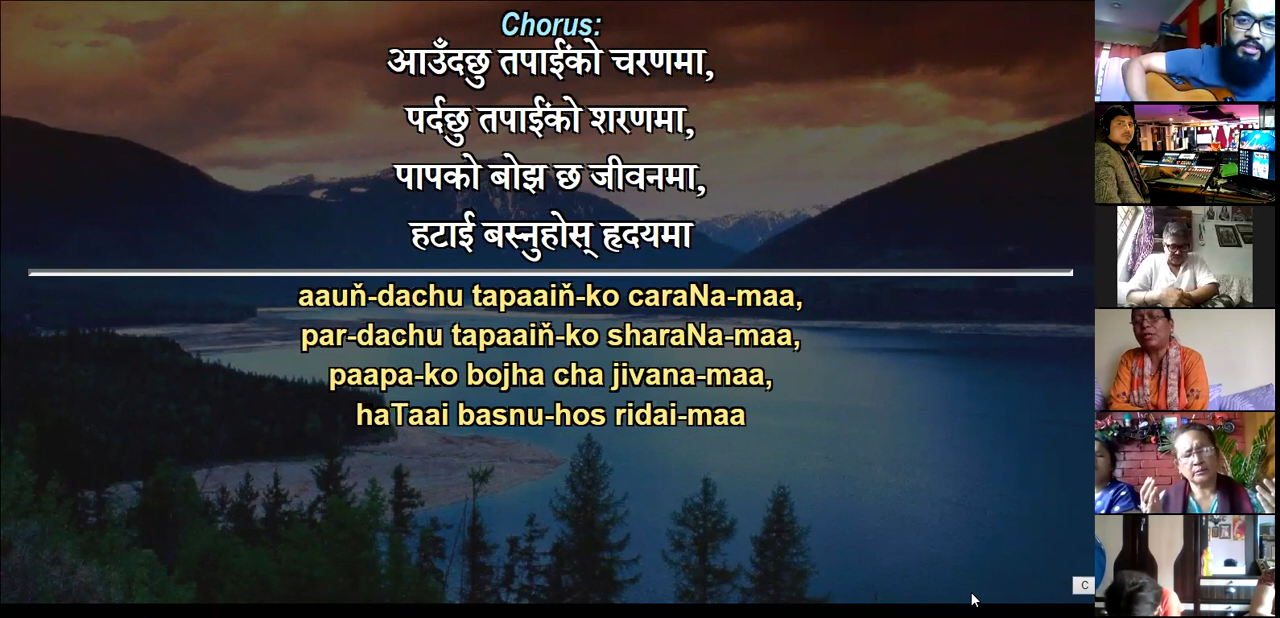 Chorus:
आउँदछु तपाईंको चरणमा,
पर्दछु तपाईंको शरणमा,
पापको बोझ छ जीवनमा,
हटाई बस्नुहोस् हृदयमा
aauň-dachu tapaaiň-ko caraNa-maa,
par-dachu tapaaiň-ko sharaNa-maa,
paapa-ko bojha cha jivana-maa,
haTaai basnu-hos ridai-maa
C